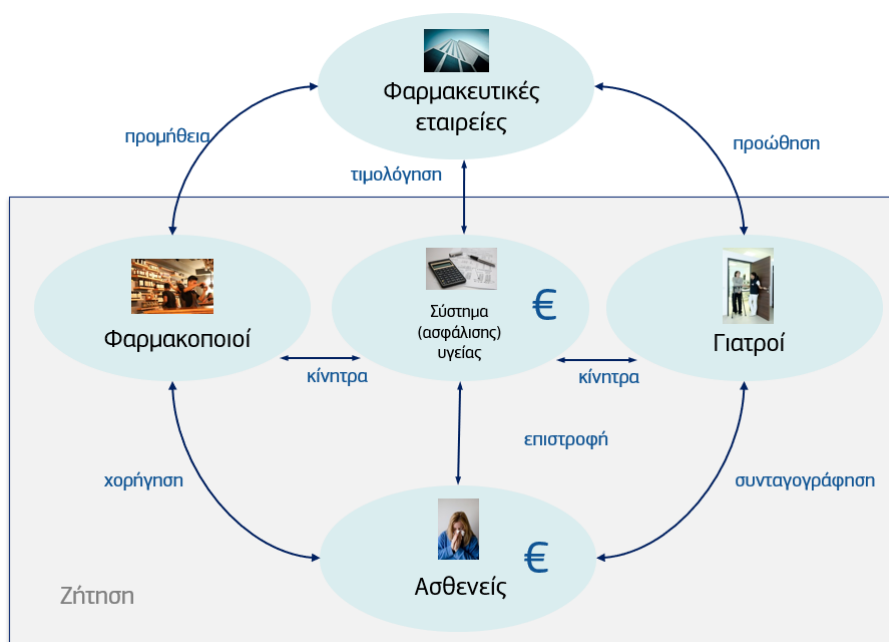 Φαρμακευτικές
εταιρείες
προμήθεια
προώθηση
τιμολόγηση
Φαρμακοποιοί
Σύστημα
(ασφάλισης)
υγείας
€
Γιατροί
κίνητρα
κίνητρα
επιστροφή
χορήγηση
συνταγογράφηση
Ασθενείς
€
Ζήτηση